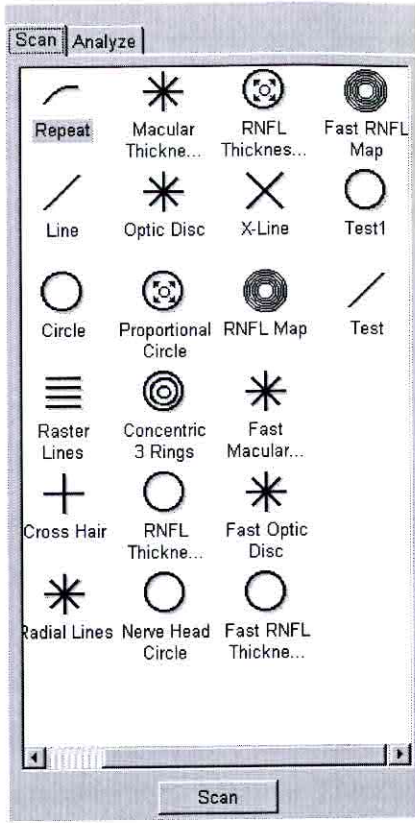 Scan Analyze
Repeat Macular Thickne... RNFL Thicknes... Fast RNFL Map
Line Optic Disc X-Line Test1
Circle Proportional Circle RNFL Map Test
Raster Lines Concentric 3 Rings Fast Macular...
Cross Hair RNFL Thickne... Fast Optic Disc
Radial Lines Nerve Head Circle Fast RNFL Thickne...
Scan